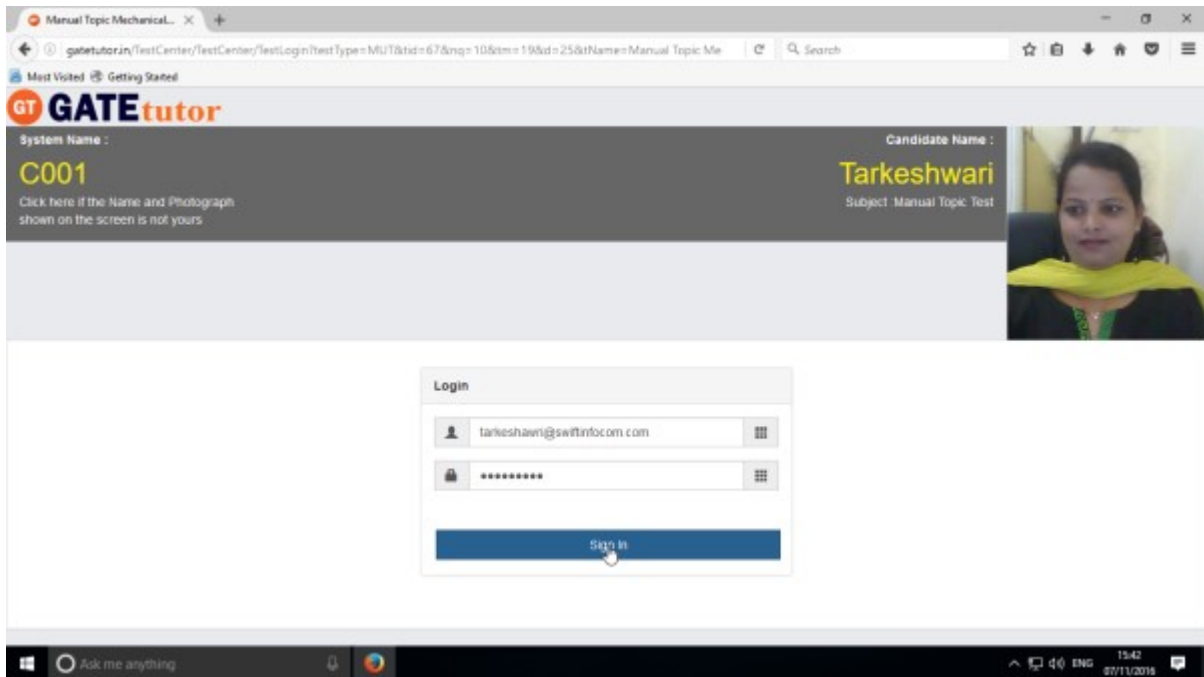 Manual Topic Mechanical...
gatetutor.in/TestCenter/TestCenter/TestLogin?testType=MUT&tid=67&nq=10&tm=19&d=25&tName=Manual Topic Me
Search
Most Visited
Getting Started
GT GATEtutor
System Name :
C001
Click here if the Name and Photograph
shown on the screen is not yours
Candidate Name :
Tarkeshwari
Subject :Manual Topic Test
Login
tarkeshawri@swiftinfocom.com
Sign In
Ask me anything
ENG
15:42
07/11/2016